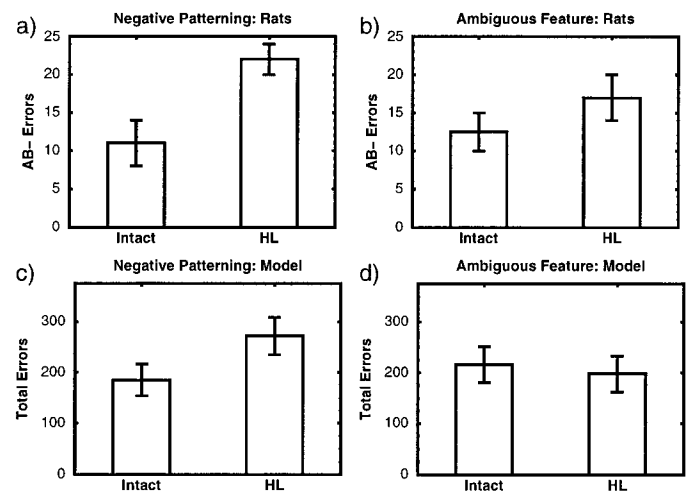 a)
Negative Patterning: Rats
AB− Errors
25
20
15
10
5
0
Intact HL
b)
Ambiguous Feature: Rats
AB− Errors
25
20
15
10
5
0
Intact HL
c)
Negative Patterning: Model
Total Errors
300
200
100
0
Intact HL
d)
Ambiguous Feature: Model
Total Errors
300
200
100
0
Intact HL